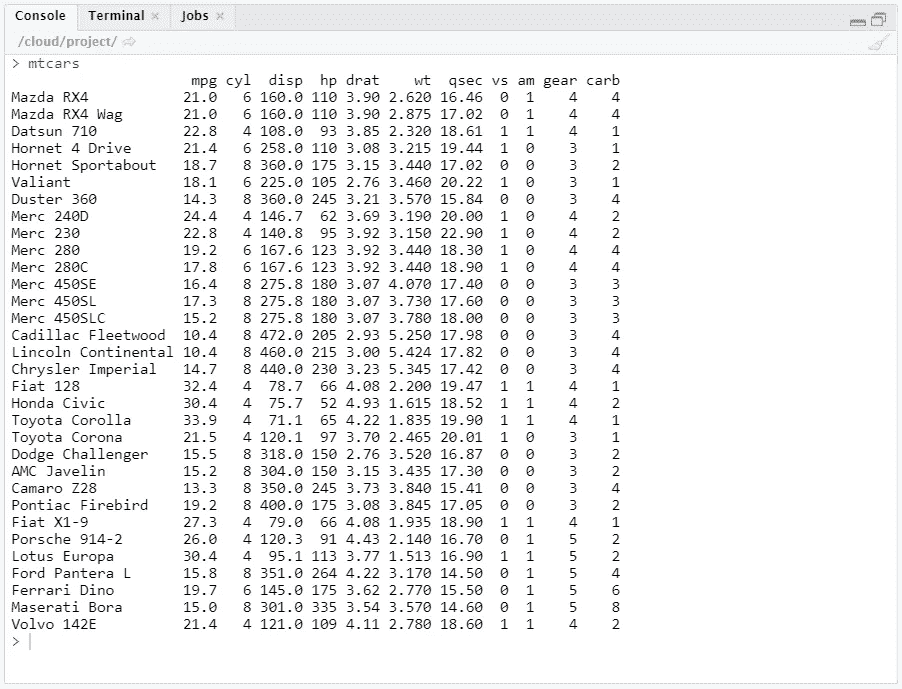 Console Terminal × Jobs ×
/cloud/project/
> mtcars
mpg cyl disp hp drat wt qsec vs am gear carb
Mazda RX4 21.0 6 160.0 110 3.90 2.620 16.46 0 1 4 4
Mazda RX4 Wag 21.0 6 160.0 110 3.90 2.875 17.02 0 1 4 4
Datsun 710 22.8 4 108.0 93 3.85 2.320 18.61 1 1 4 1
Hornet 4 Drive 21.4 6 258.0 110 3.08 3.215 19.44 1 0 3 1
Hornet Sportabout 18.7 8 360.0 175 3.15 3.440 17.02 0 0 3 2
Valiant 18.1 6 225.0 105 2.76 3.460 20.22 1 0 3 1
Duster 360 14.3 8 360.0 245 3.21 3.570 15.84 0 0 3 4
Merc 240D 24.4 4 146.7 62 3.69 3.190 20.00 1 0 4 2
Merc 230 22.8 4 140.8 95 3.92 3.150 22.90 1 0 4 2
Merc 280 19.2 6 167.6 123 3.92 3.440 18.30 1 0 4 4
Merc 280C 17.8 6 167.6 123 3.92 3.440 18.90 1 0 4 4
Merc 450SE 16.4 8 275.8 180 3.07 4.070 17.40 0 0 3 3
Merc 450SL 17.3 8 275.8 180 3.07 3.730 17.60 0 0 3 3
Merc 450SLC 15.2 8 275.8 180 3.07 3.780 18.00 0 0 3 3
Cadillac Fleetwood 10.4 8 472.0 205 2.93 5.250 17.98 0 0 3 4
Lincoln Continental 10.4 8 460.0 215 3.00 5.424 17.82 0 0 3 4
Chrysler Imperial 14.7 8 440.0 230 3.23 5.345 17.42 0 0 3 4
Fiat 128 32.4 4 78.7 66 4.08 2.200 19.47 1 1 4 1
Honda Civic 30.4 4 75.7 52 4.93 1.615 18.52 1 1 4 2
Toyota Corolla 33.9 4 71.1 65 4.22 1.835 19.90 1 1 4 1
Toyota Corona 21.5 4 120.1 97 3.70 2.465 20.01 1 0 3 1
Dodge Challenger 15.5 8 318.0 150 2.76 3.520 16.87 0 0 3 2
AMC Javelin 15.2 8 304.0 150 3.15 3.435 17.30 0 0 3 2
Camaro Z28 13.3 8 350.0 245 3.73 3.840 15.41 0 0 3 4
Pontiac Firebird 19.2 8 400.0 175 3.08 3.845 17.05 0 0 3 2
Fiat X1-9 27.3 4 79.0 66 4.08 1.935 18.90 1 1 4 1
Porsche 914-2 26.0 4 120.3 91 4.43 2.140 16.70 0 1 5 2
Lotus Europa 30.4 4 95.1 113 3.77 1.513 16.90 1 1 5 2
Ford Pantera L 15.8 8 351.0 264 4.22 3.170 14.50 0 1 5 4
Ferrari Dino 19.7 6 145.0 175 3.62 2.770 15.50 0 1 5 6
Maserati Bora 15.0 8 301.0 335 3.54 3.570 14.60 0 1 5 8
Volvo 142E 21.4 4 121.0 109 4.11 2.780 18.60 1 1 4 2
>